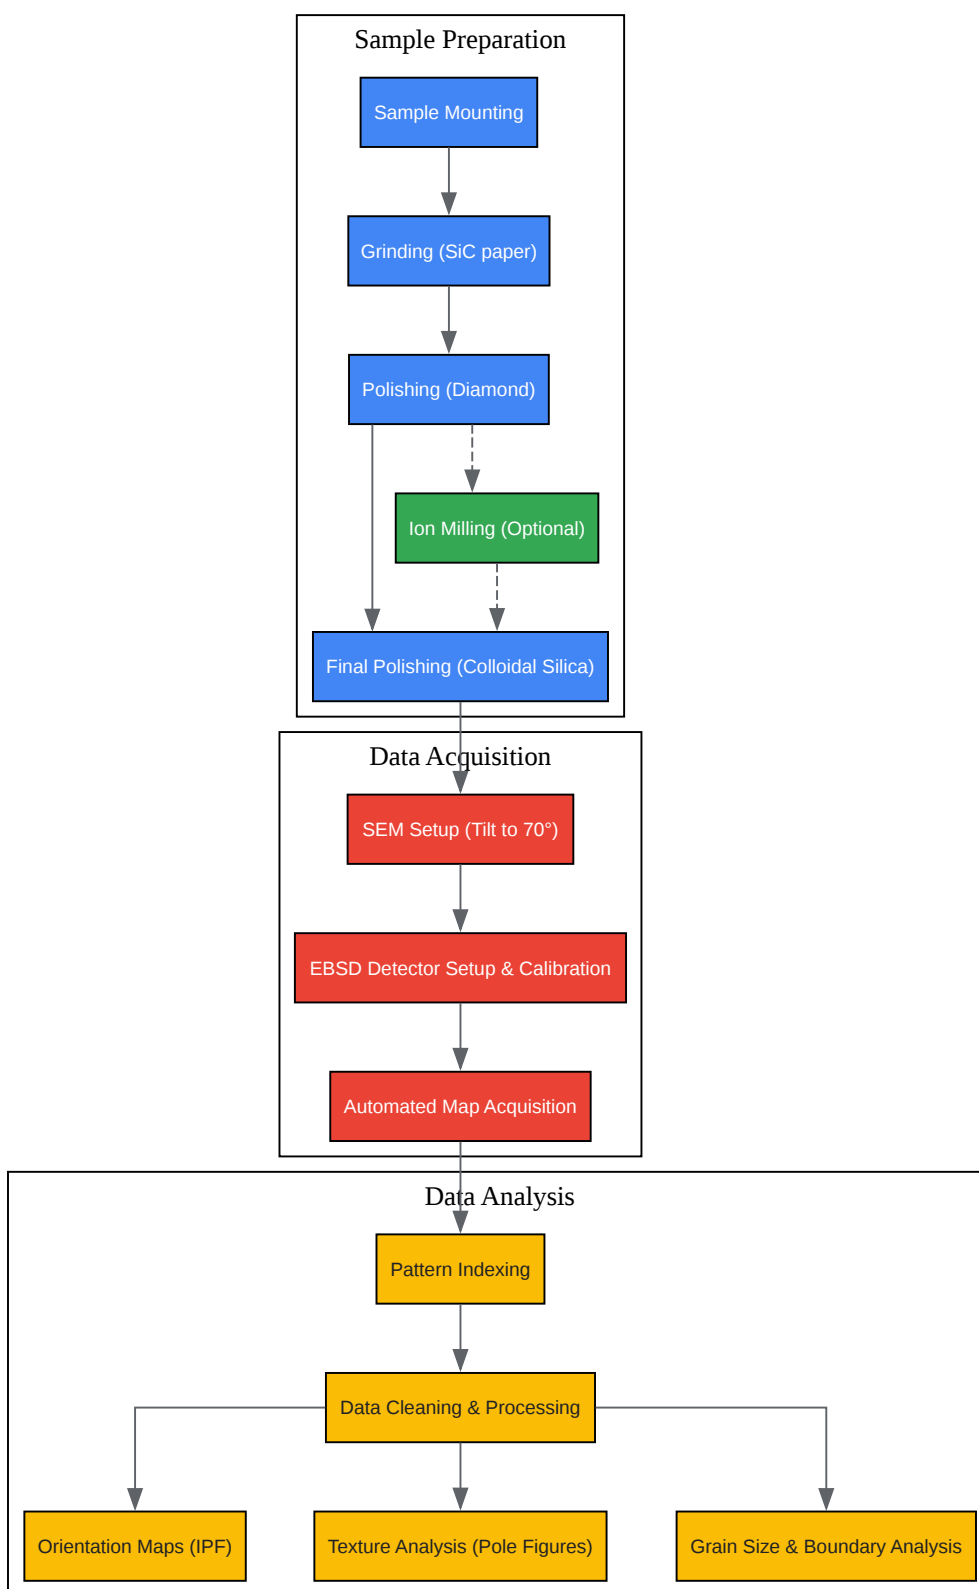 Sample Preparation
Sample Mounting
Grinding (SiC paper)
Polishing (Diamond)
Ion Milling (Optional)
Final Polishing (Colloidal Silica)
Data Acquisition
SEM Setup (Tilt to 70°)
EBSD Detector Setup & Calibration
Automated Map Acquisition
Data Analysis
Pattern Indexing
Data Cleaning & Processing
Orientation Maps (IPF)
Texture Analysis (Pole Figures)
Grain Size & Boundary Analysis